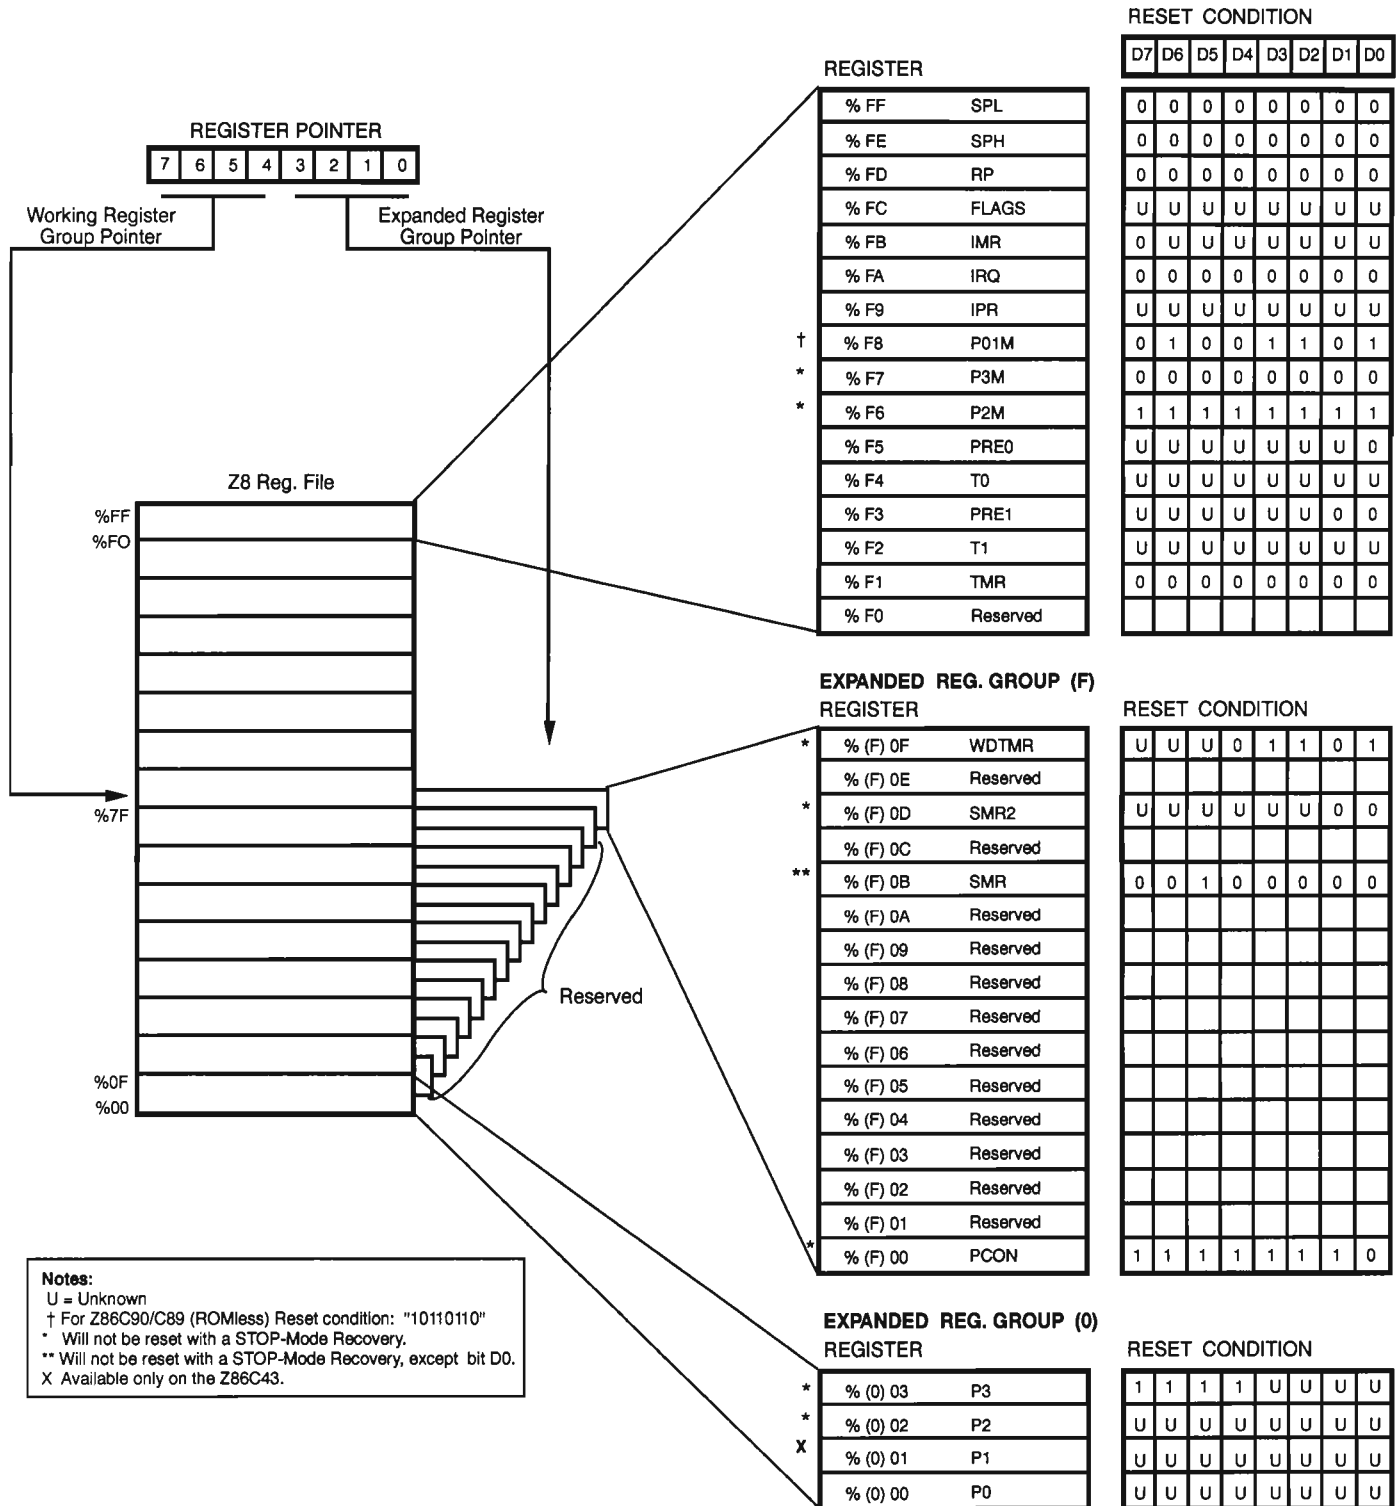 RESET CONDITION
D7 D6 D5 D4 D3 D2 D1 D0
REGISTER
% FF SPL 0 0 0 0 0 0 0 0
% FE SPH 0 0 0 0 0 0 0 0
% FD RP 0 0 0 0 0 0 0 0
% FC FLAGS U U U U U U U U
% FB IMR 0 U U U U U U U
% FA IRQ 0 0 0 0 0 0 0 0
% F9 IPR U U U U U U U U
† % F8 P01M 0 1 0 0 1 1 0 1
* % F7 P3M 0 0 0 0 0 0 0 0
* % F6 P2M 1 1 1 1 1 1 1 1
% F5 PRE0 U U U U U U U 0
% F4 T0 U U U U U U U U
% F3 PRE1 U U U U U U 0 0
% F2 T1 U U U U U U U U
% F1 TMR 0 0 0 0 0 0 0 0
% F0 Reserved
REGISTER POINTER
7 6 5 4 3 2 1 0
Working Register
Group Pointer
Expanded Register
Group Pointer
Z8 Reg. File
%FF
%FO
%7F
%0F
%00
Reserved
EXPANDED REG. GROUP (F)
REGISTER RESET CONDITION
* % (F) 0F WDTMR U U U 0 1 1 0 1
% (F) 0E Reserved
* % (F) 0D SMR2 U U U U U U 0 0
% (F) 0C Reserved
** % (F) 0B SMR 0 0 1 0 0 0 0 0
% (F) 0A Reserved
% (F) 09 Reserved
% (F) 08 Reserved
% (F) 07 Reserved
% (F) 06 Reserved
% (F) 05 Reserved
% (F) 04 Reserved
% (F) 03 Reserved
% (F) 02 Reserved
% (F) 01 Reserved
* % (F) 00 PCON 1 1 1 1 1 1 1 0
Notes:
U = Unknown
† For Z86C90/C89 (ROMless) Reset condition: "10110110"
* Will not be reset with a STOP-Mode Recovery.
** Will not be reset with a STOP-Mode Recovery, except bit D0.
X Available only on the Z86C43.
EXPANDED REG. GROUP (0)
REGISTER RESET CONDITION
* % (0) 03 P3 1 1 1 1 U U U U
* % (0) 02 P2 U U U U U U U U
X % (0) 01 P1 U U U U U U U U
% (0) 00 P0 U U U U U U U U